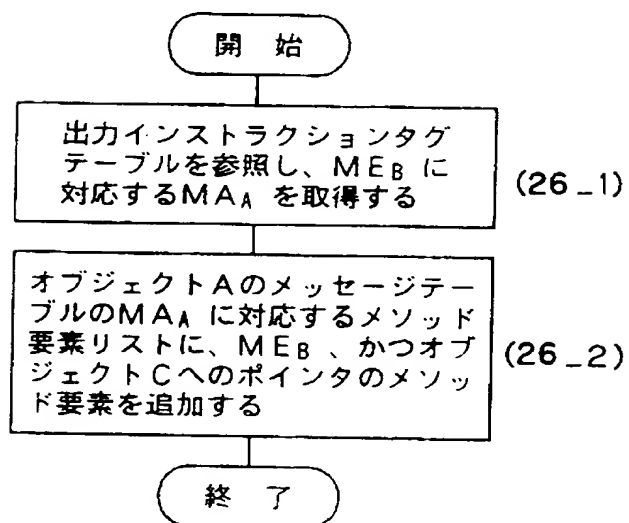 開 始
出力インストラクションタグ
テーブルを参照し、MEB に
対応するMAA を取得する
(26_1)
オブジェクトAのメッセージテー
ブルのMAA に対応するメソッド
要素リストに、MEB 、かつオブ
ジェクトCへのポインタのメソッ
ド要素を追加する
(26_2)
終 了